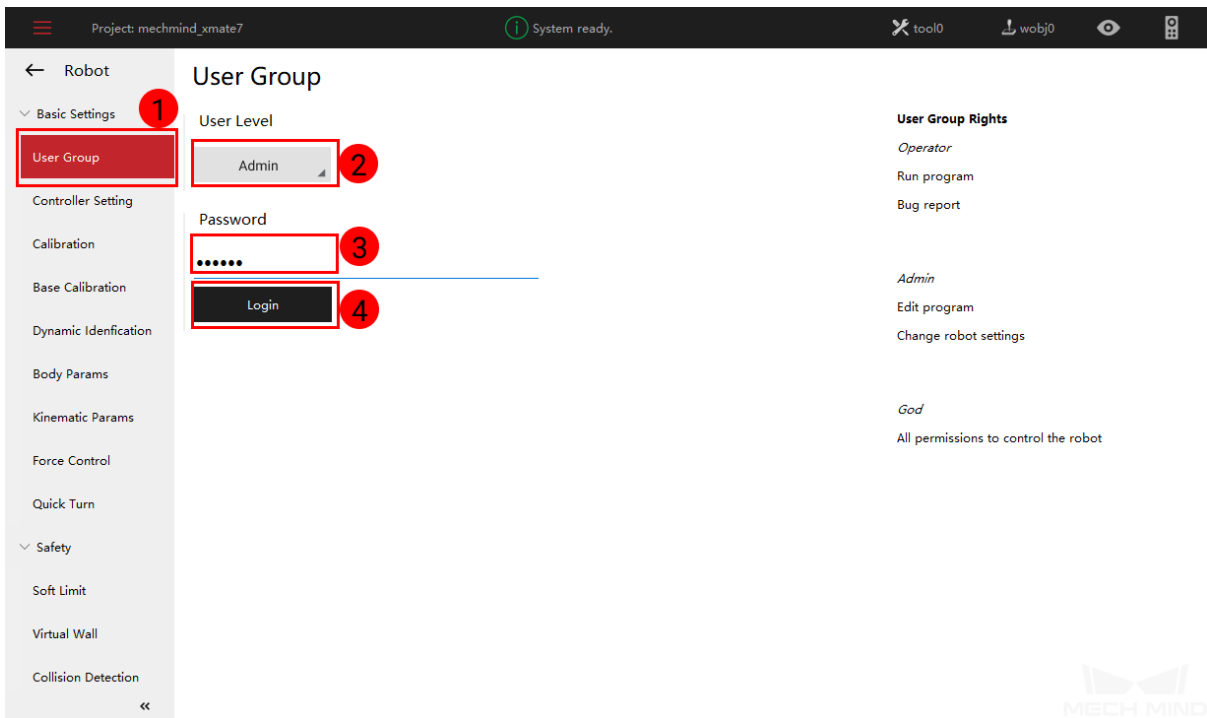 Project: mechmind_xmate7
System ready.
tool0
wobj0
Robot
Basic Settings
1
User Group
Controller Setting
Calibration
Base Calibration
Dynamic Idenfication
Body Params
Kinematic Params
Force Control
Quick Turn
Safety
Soft Limit
Virtual Wall
Collision Detection
«
User Group
User Level
Admin
2
Password
••••••
3
Login
4
User Group Rights
Operator
Run program
Bug report
Admin
Edit program
Change robot settings
God
All permissions to control the robot
MECH MIND